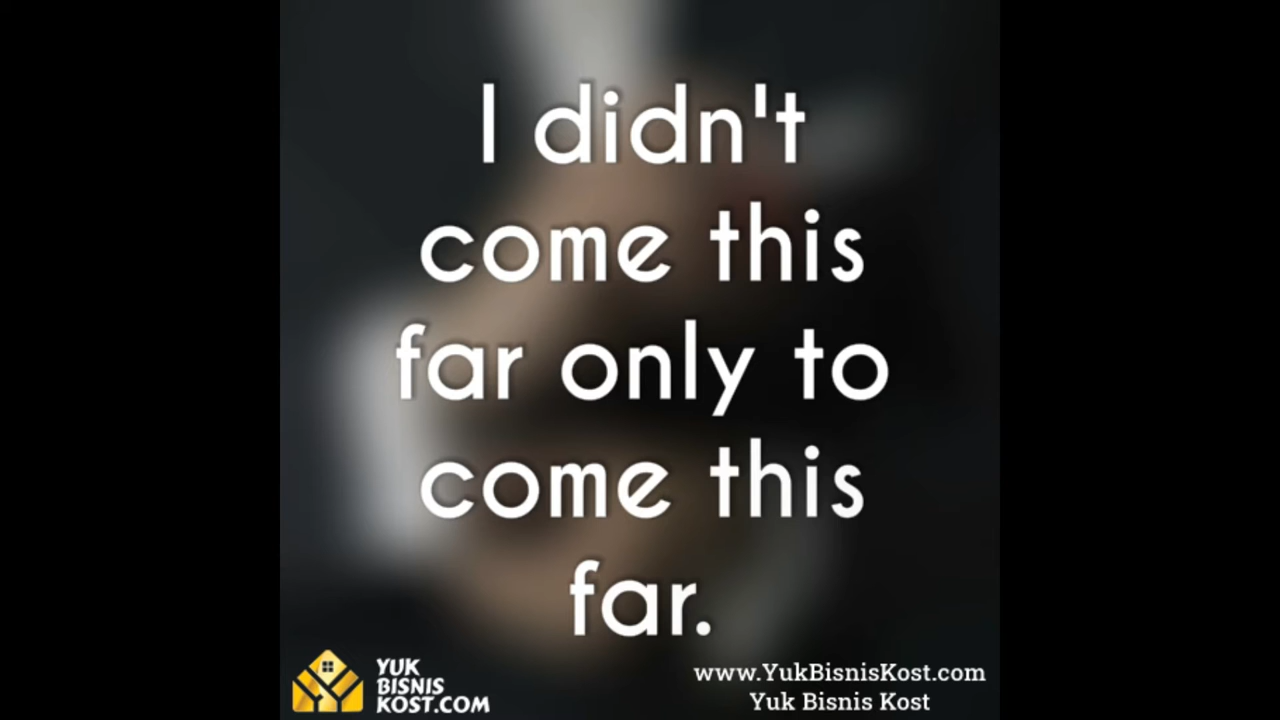 I didn't
come this
far only to
come this
far.
YUK
BISNIS
KOST.COM
www.YukBisnisKost.com
Yuk Bisnis Kost